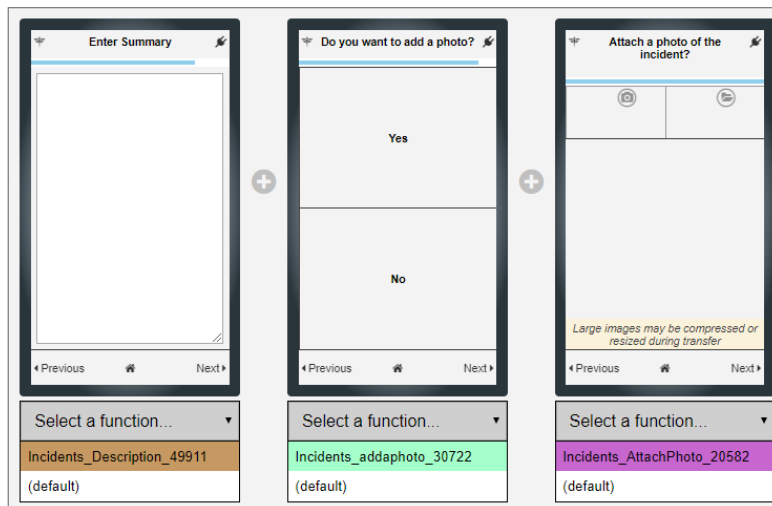 Enter Summary
Previous
Next
Select a function...
Incidents_Description_49911
(default)
Do you want to add a photo?
Yes
No
Previous
Next
Select a function...
Incidents_addaphoto_30722
(default)
Attach a photo of the
incident?
Large images may be compressed or
resized during transfer
Previous
Next
Select a function...
Incidents_AttachPhoto_20582
(default)